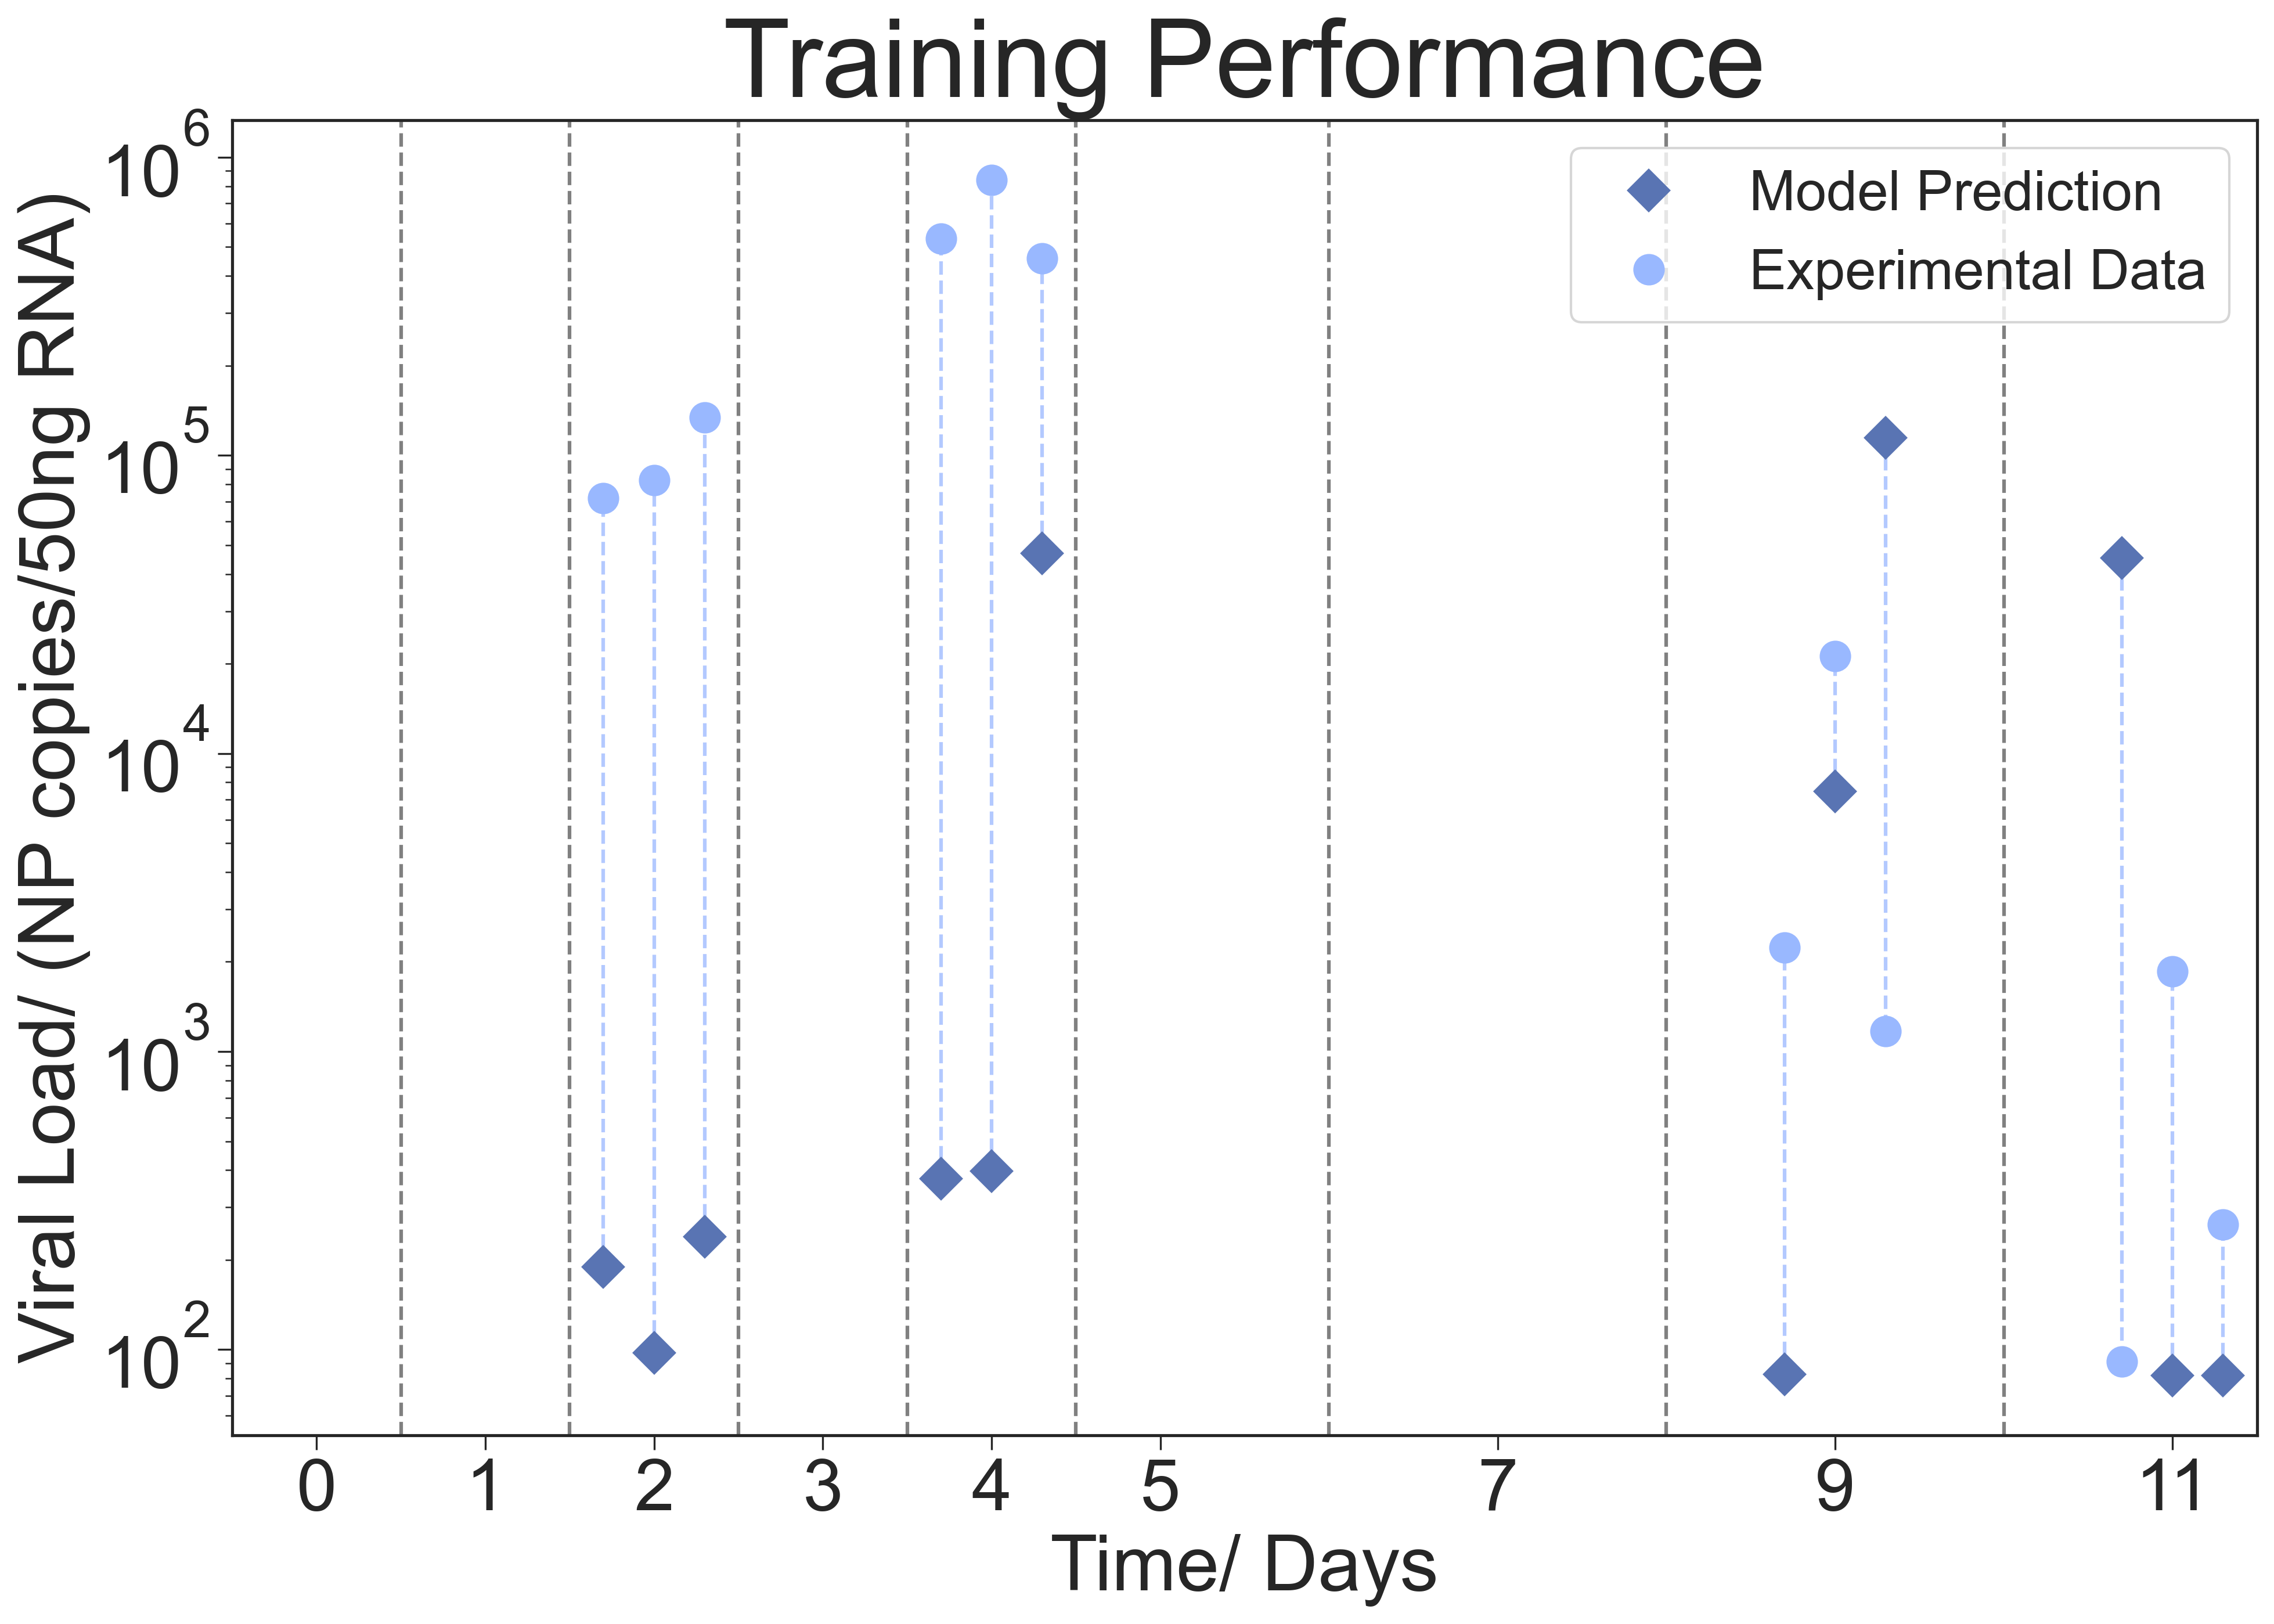 Training Performance
Viral Load/ (NP copies/50ng RNA)
10^6
10^5
10^4
10^3
10^2
Model Prediction
Experimental Data
0 1 2 3 4 5 7 9 11
Time/ Days